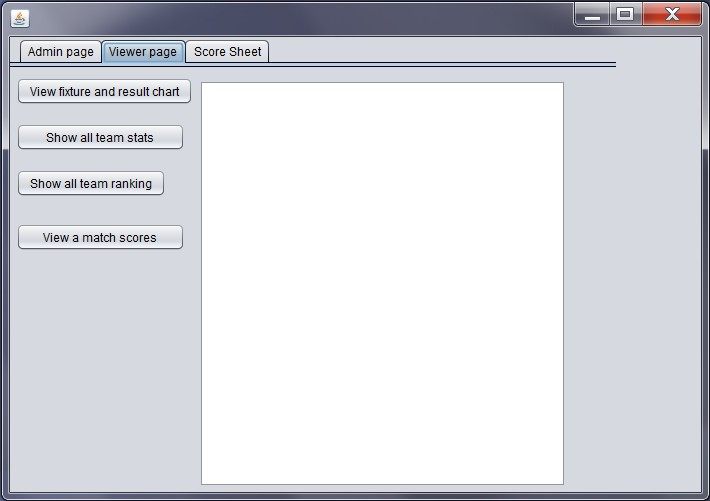 Admin page
Viewer page
Score Sheet
View fixture and result chart
Show all team stats
Show all team ranking
View a match scores